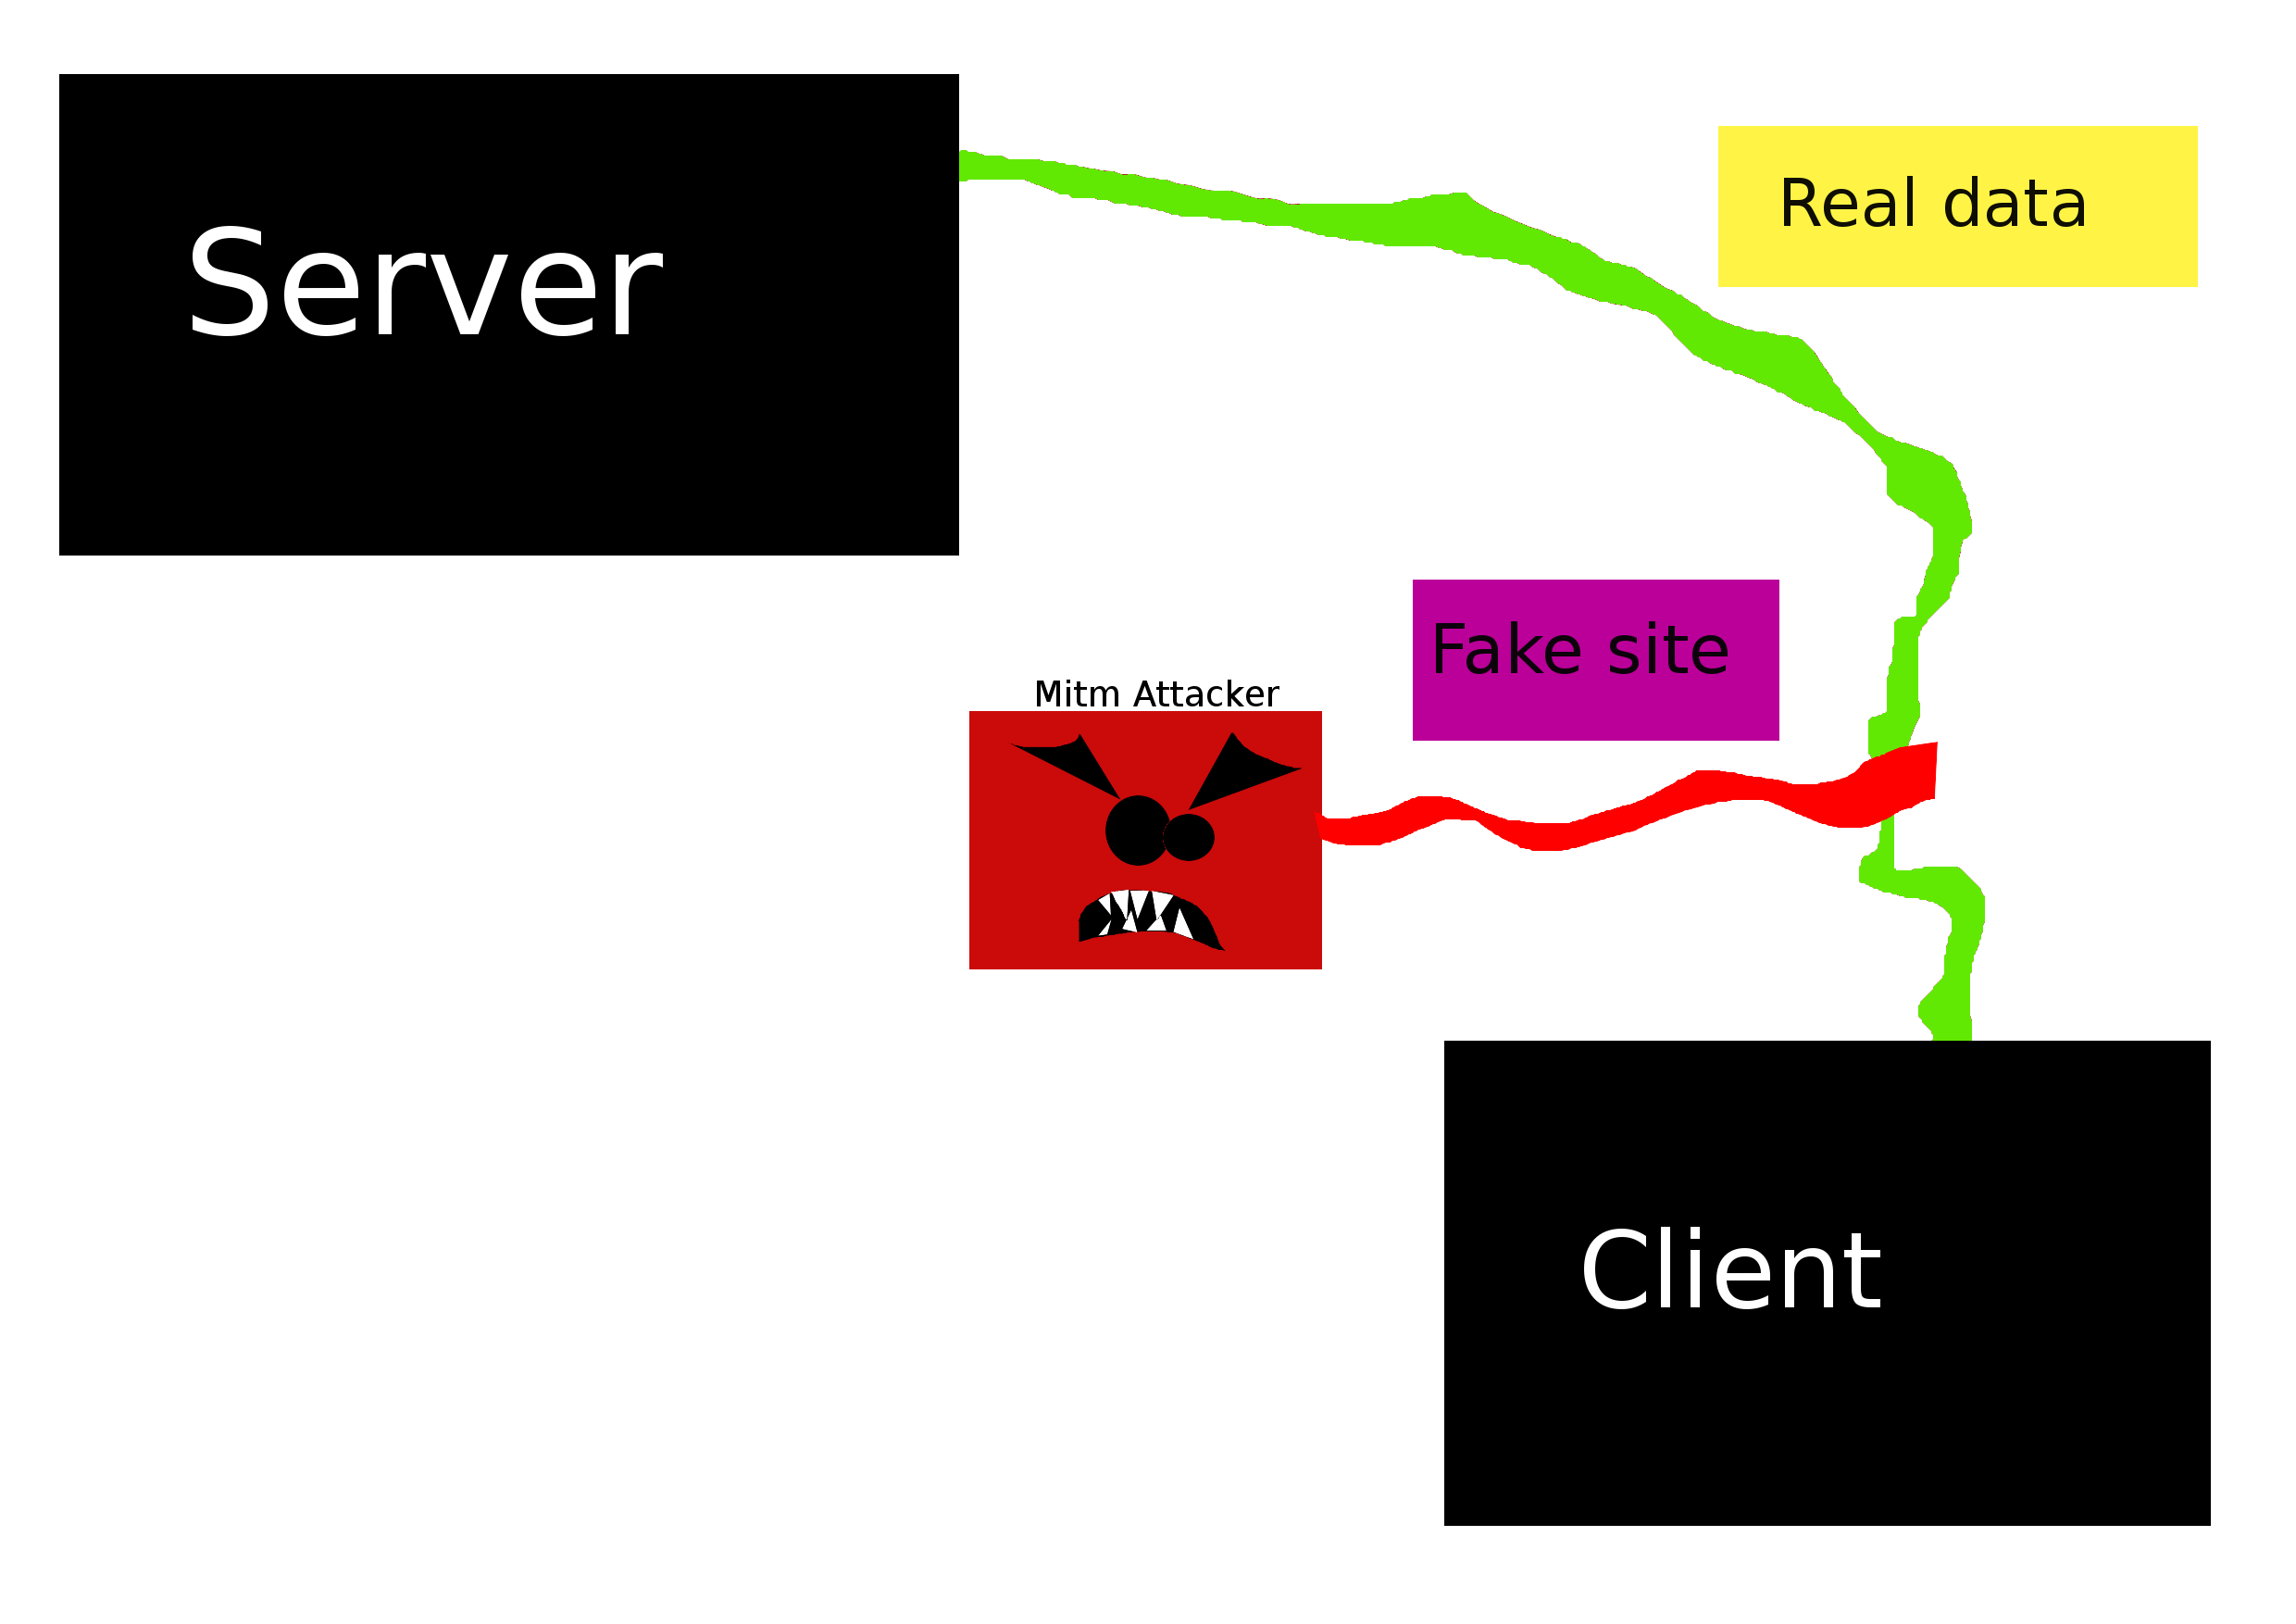 Server
Real data
Fake site
Mitm Attacker
Client